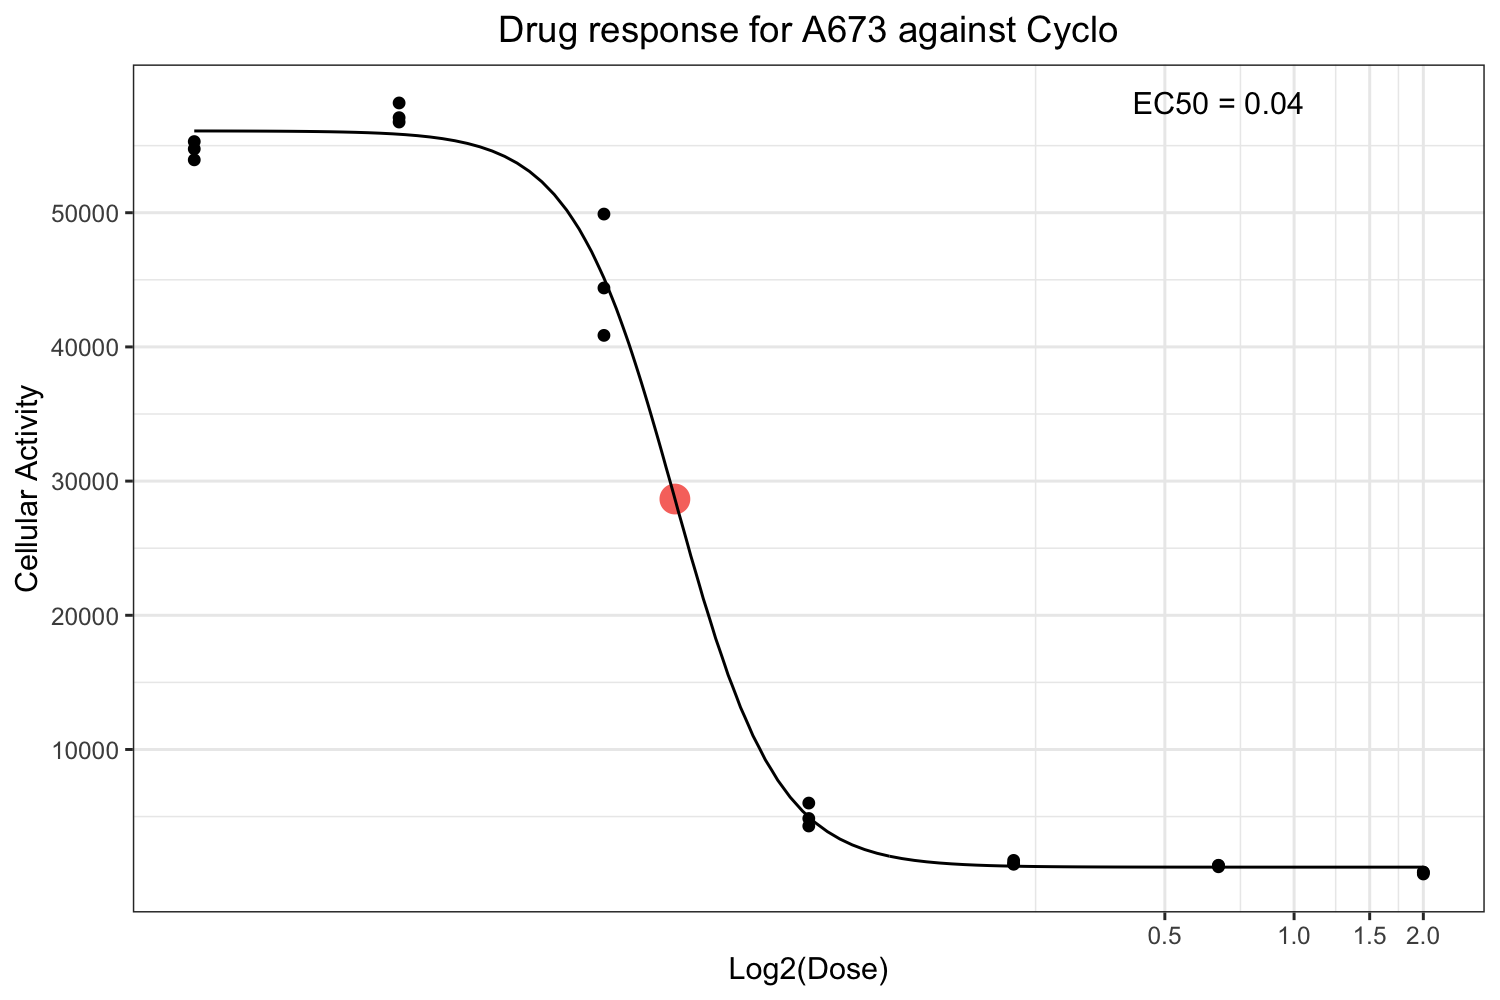 Drug response for A673 against Cyclo
EC50 = 0.04
Cellular Activity
50000
40000
30000
20000
10000
0.5 1.0 1.5 2.0
Log2(Dose)